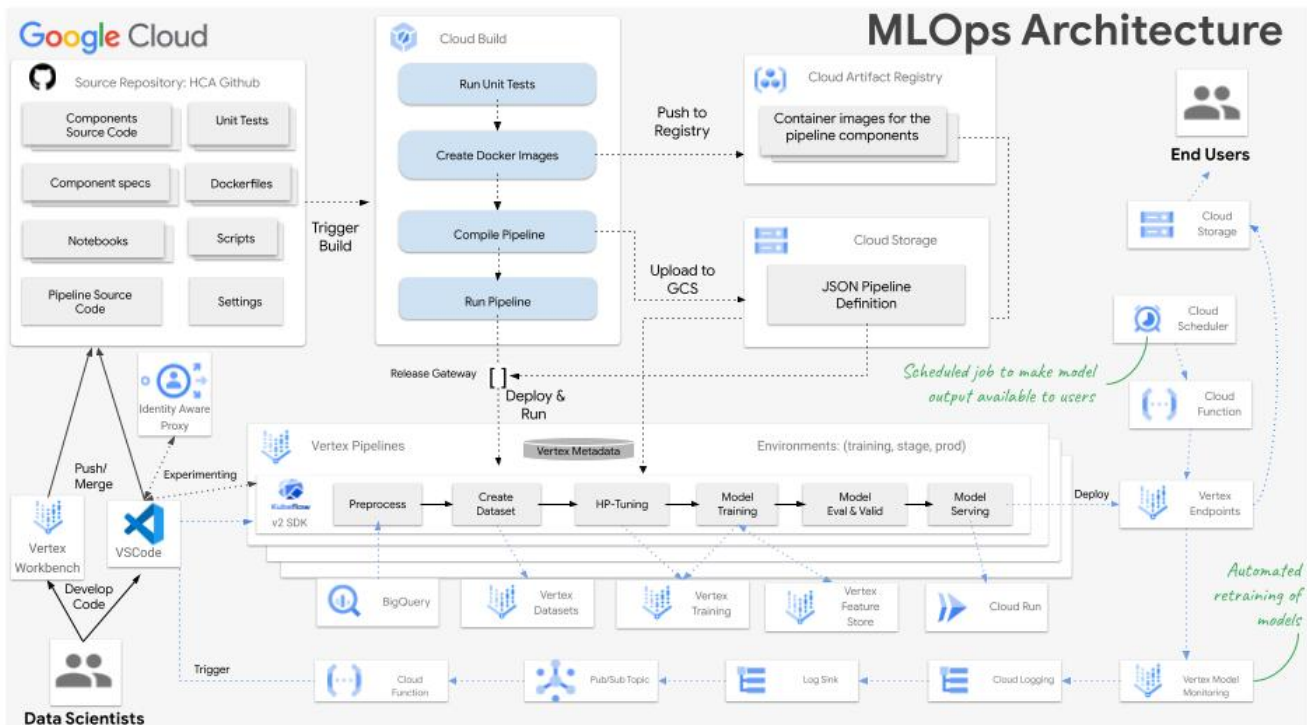 Google Cloud
MLOps Architecture
Source Repository: HCA Github
Components
Source Code
Unit Tests
Component specs
Dockerfiles
Notebooks
Scripts
Pipeline Source
Code
Settings
Trigger
Build
Cloud Build
Run Unit Tests
Create Docker Images
Compile Pipeline
Run Pipeline
Push to
Registry
Cloud Artifact Registry
Container images for the
pipeline components
Upload to
GCS
Cloud Storage
JSON Pipeline
Definition
End Users
Cloud
Storage
Cloud
Scheduler
Scheduled job to make model
output available to users
Cloud
Function
Release Gateway
[ ]
Deploy &
Run
Identity Aware
Proxy
Push/
Merge
Experimenting
Vertex Pipelines
Vertex Metadata
Environments: (training, stage, prod)
Kubeflow
v2 SDK
Preprocess
Create
Dataset
HP-Tuning
Model
Training
Model
Eval & Valid
Model
Serving
Deploy
Vertex
Endpoints
Vertex
Workbench
VSCode
Develop
Code
BigQuery
Vertex
Datasets
Vertex
Training
Vertex
Feature
Store
Cloud Run
Automated
retraining of
models
Data Scientists
Trigger
Cloud
Function
Pub/Sub Topic
Log Sink
Cloud Logging
Vertex Model
Monitoring